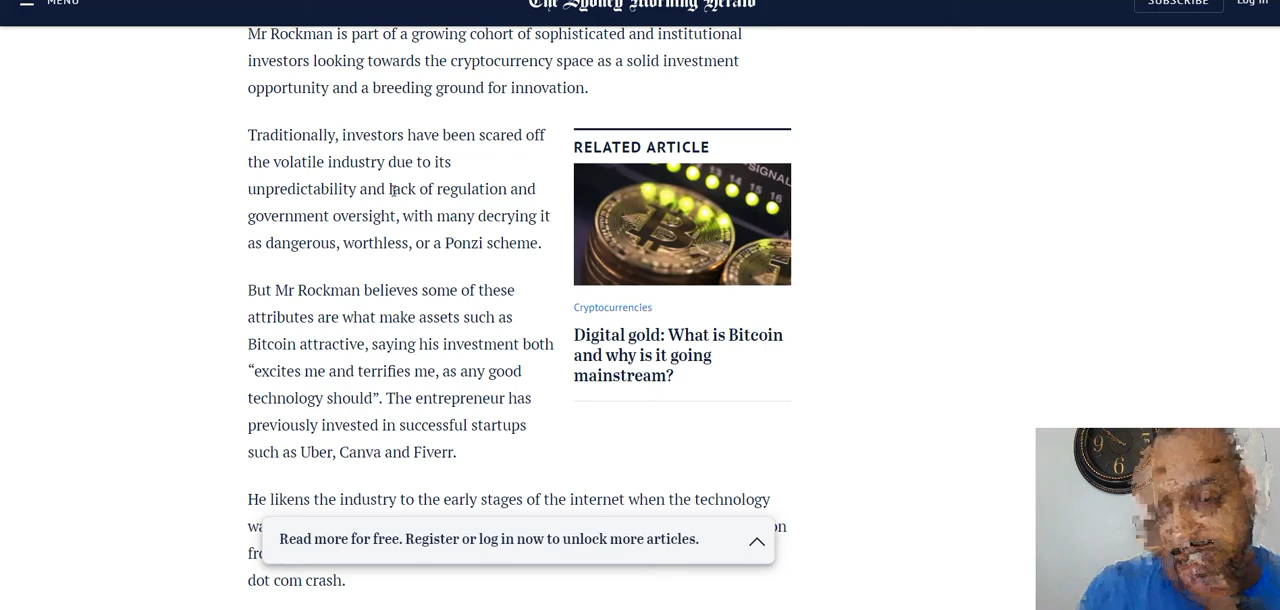 MENU
The Sydney Morning Herald
SUBSCRIBE
Log in
Mr Rockman is part of a growing cohort of sophisticated and institutional
investors looking towards the cryptocurrency space as a solid investment
opportunity and a breeding ground for innovation.
Traditionally, investors have been scared off
the volatile industry due to its
unpredictability and lack of regulation and
government oversight, with many decrying it
as dangerous, worthless, or a Ponzi scheme.
But Mr Rockman believes some of these
attributes are what make assets such as
Bitcoin attractive, saying his investment both
“excites me and terrifies me, as any good
technology should”. The entrepreneur has
previously invested in successful startups
such as Uber, Canva and Fiverr.
RELATED ARTICLE
SIGNAL
13
14
15
16
Cryptocurrencies
Digital gold: What is Bitcoin
and why is it going
mainstream?
He likens the industry to the early stages of the internet when the technology
Read more for free. Register or log in now to unlock more articles.
dot com crash.
9
6